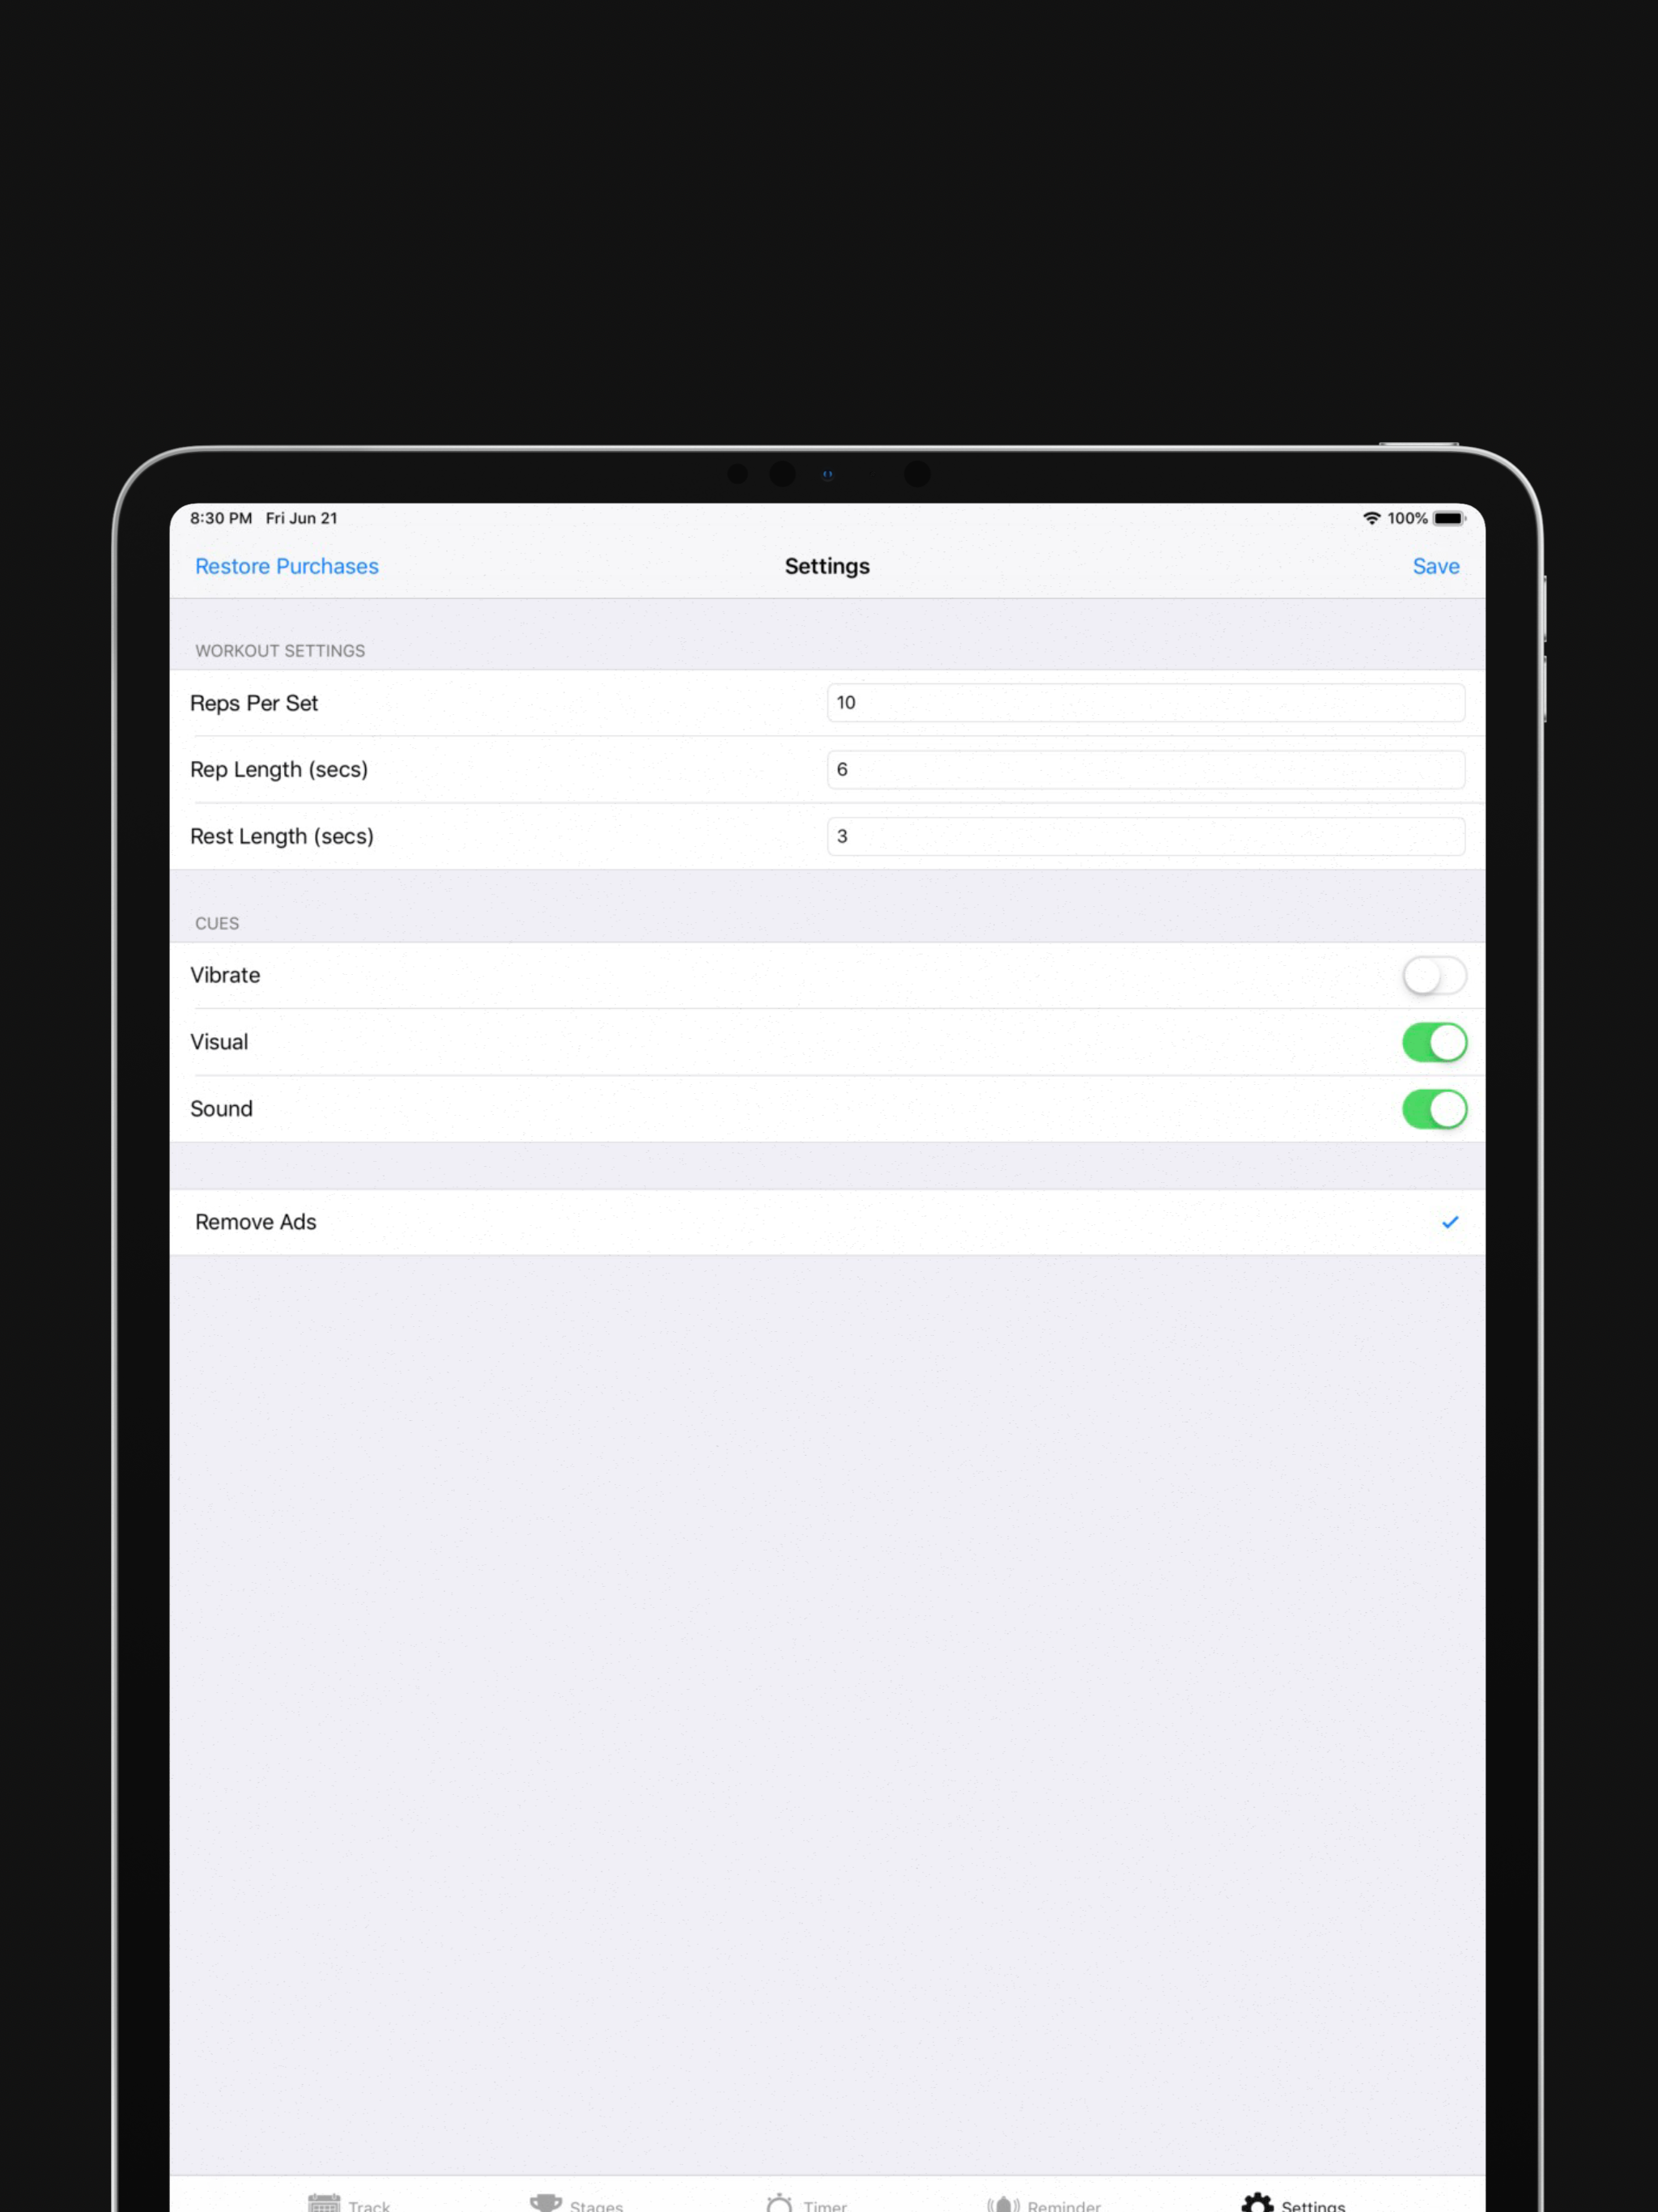 8:30 PM Fri Jun 21 100%
Restore Purchases Settings Save
WORKOUT SETTINGS
Reps Per Set 10
Rep Length (secs) 6
Rest Length (secs) 3
CUES
Vibrate
Visual
Sound
Remove Ads
Track Stages Timer Reminder Settings